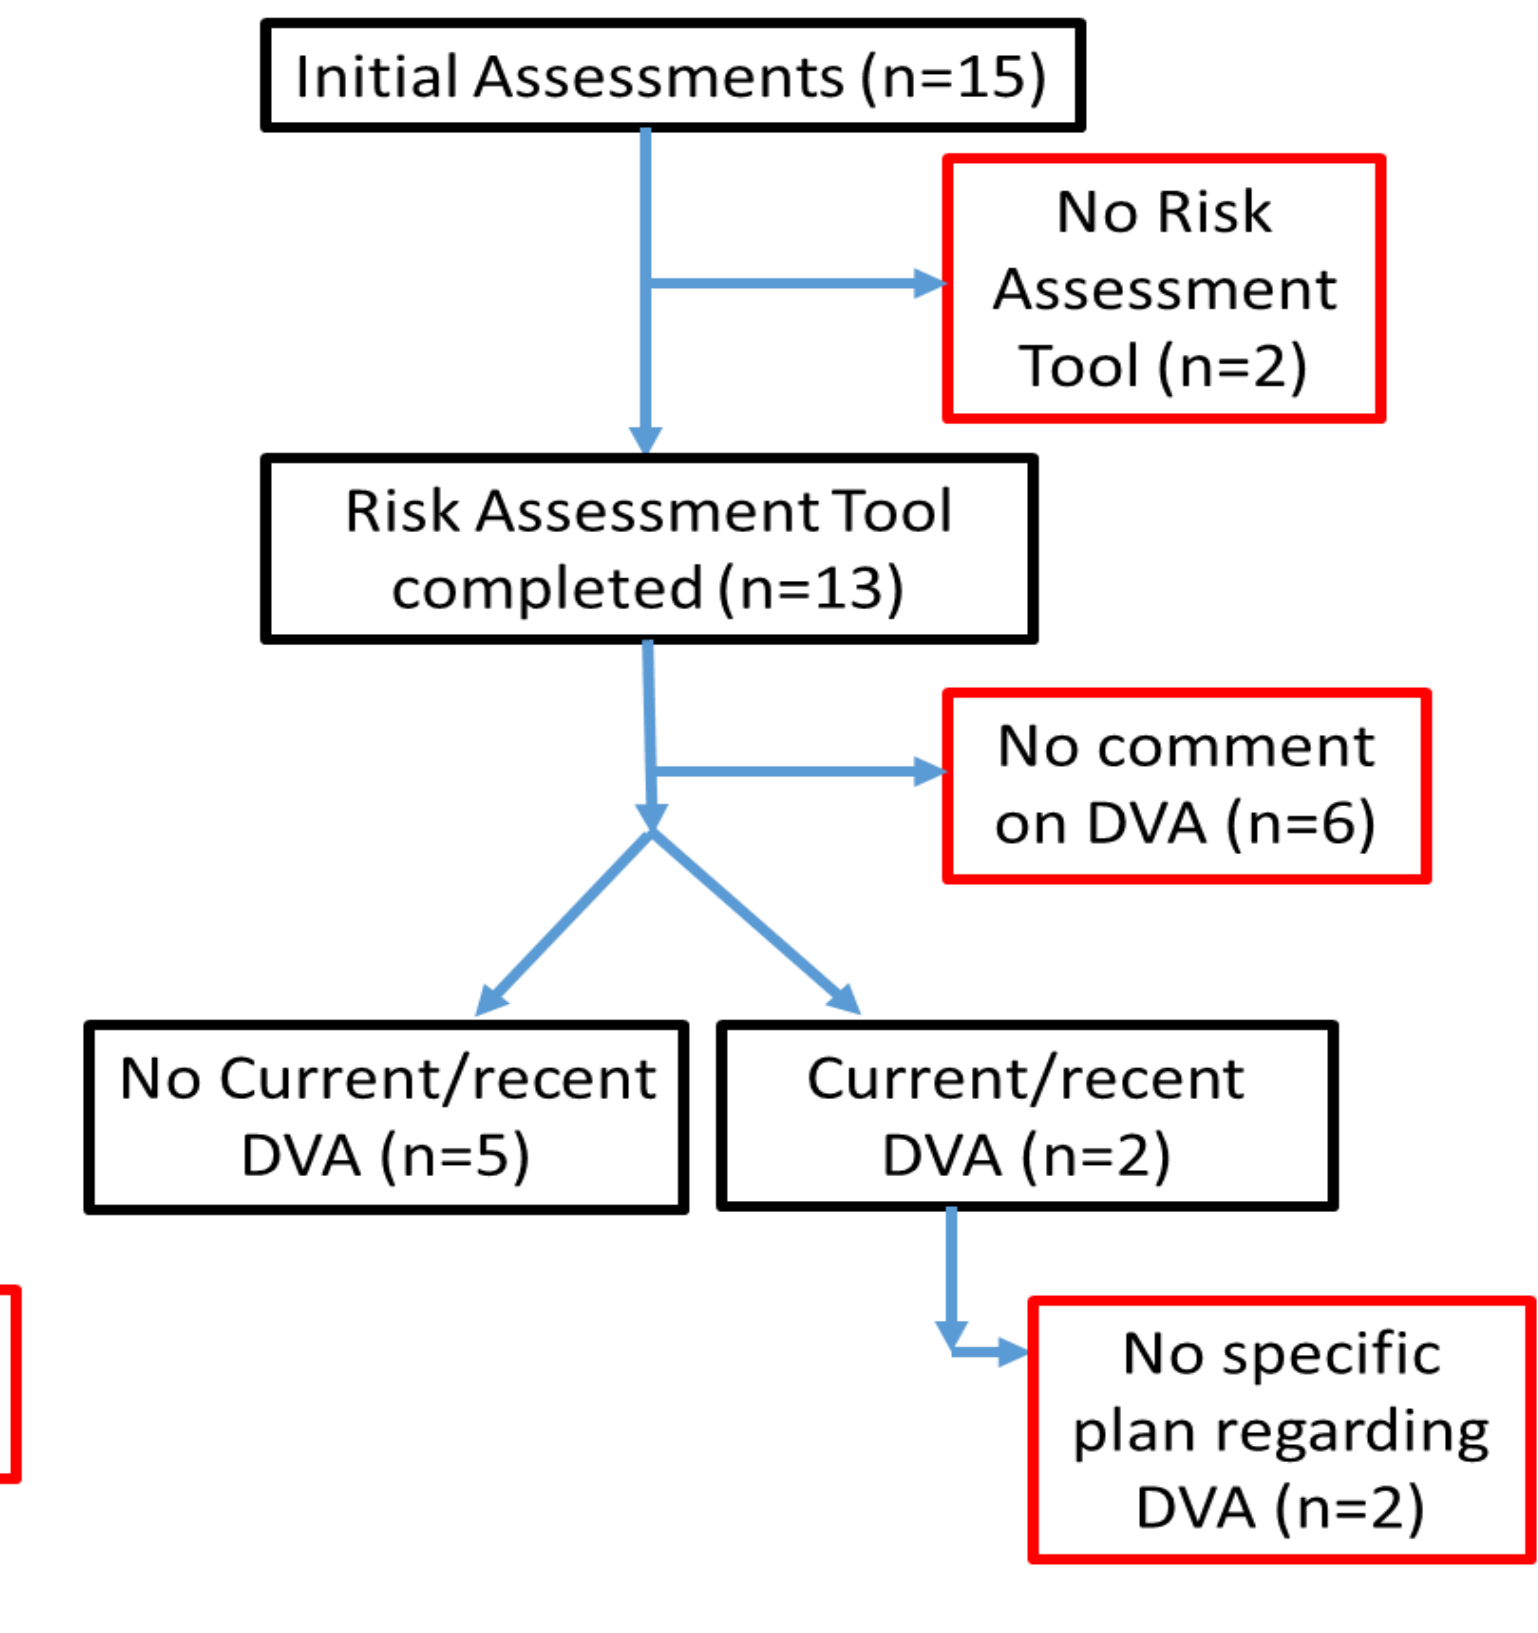 Initial Assessments (n=15)
No Risk
Assessment
Tool (n=2)
Risk Assessment Tool
completed (n=13)
No comment
on DVA (n=6)
No Current/recent
DVA (n=5)
Current/recent
DVA (n=2)
No specific
plan regarding
DVA (n=2)